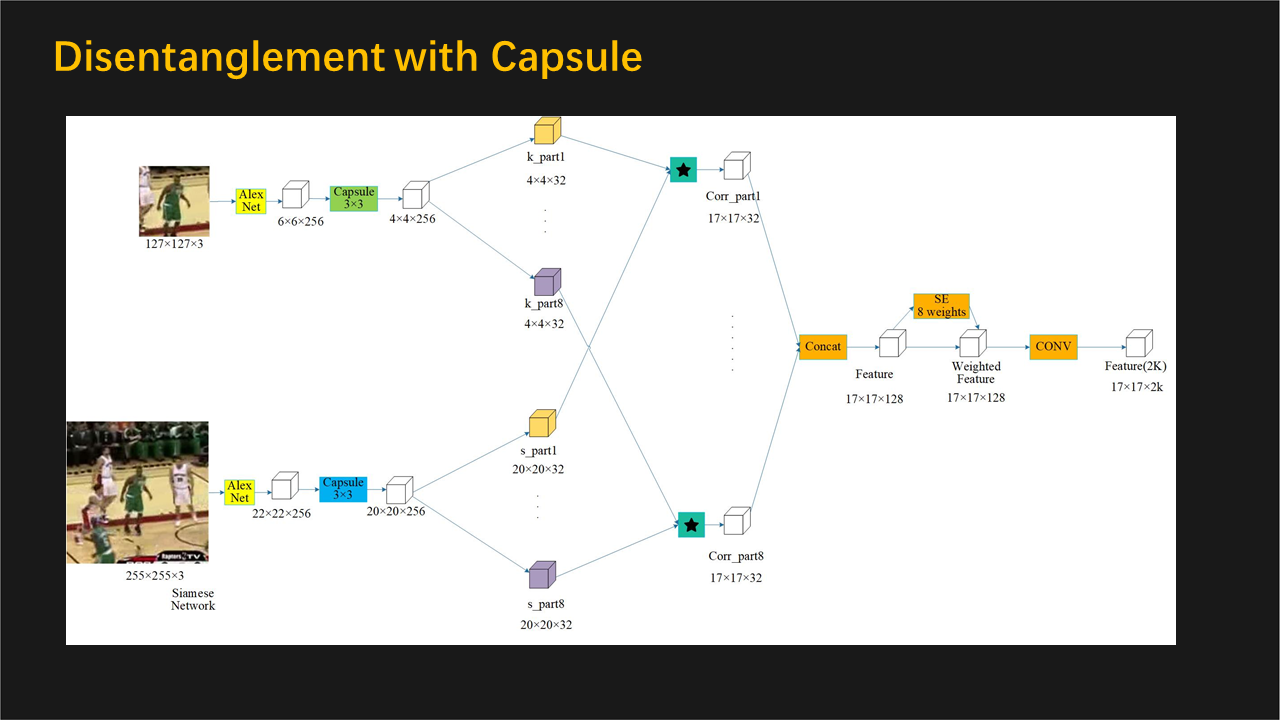 Disentanglement with Capsule
127×127×3
Alex
Net
6×6×256
Capsule
3×3
4×4×256
k_part1
4×4×32
k_part8
4×4×32
Corr_part1
17×17×32
255×255×3
Siamese
Network
Raptors TV
Alex
Net
22×22×256
Capsule
3×3
20×20×256
s_part1
20×20×32
s_part8
20×20×32
Corr_part8
17×17×32
Concat
Feature
17×17×128
SE
8 weights
Weighted
Feature
17×17×128
CONV
Feature(2K)
17×17×2k